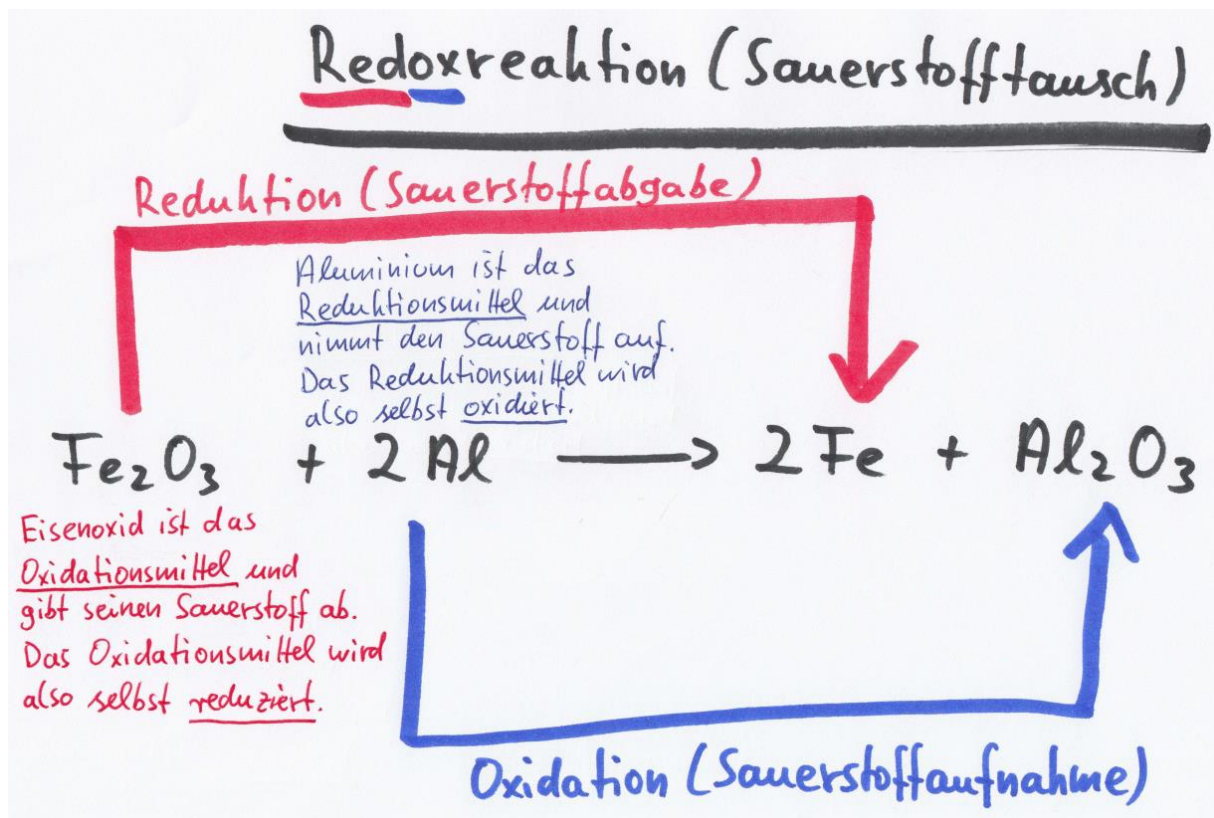 Redoxreaktion (Sauerstofftausch)
Reduktion (Sauerstoffabgabe)
Aluminium ist das
Reduktionsmittel und
nimmt den Sauerstoff auf.
Das Reduktionsmittel wird
also selbst oxidiert.
Fe₂O₃ + 2 Al ⟶ 2 Fe + Al₂O₃
Eisenoxid ist das
Oxidationsmittel und
gibt seinen Sauerstoff ab.
Das Oxidationsmittel wird
also selbst reduziert.
Oxidation (Sauerstoffaufnahme)